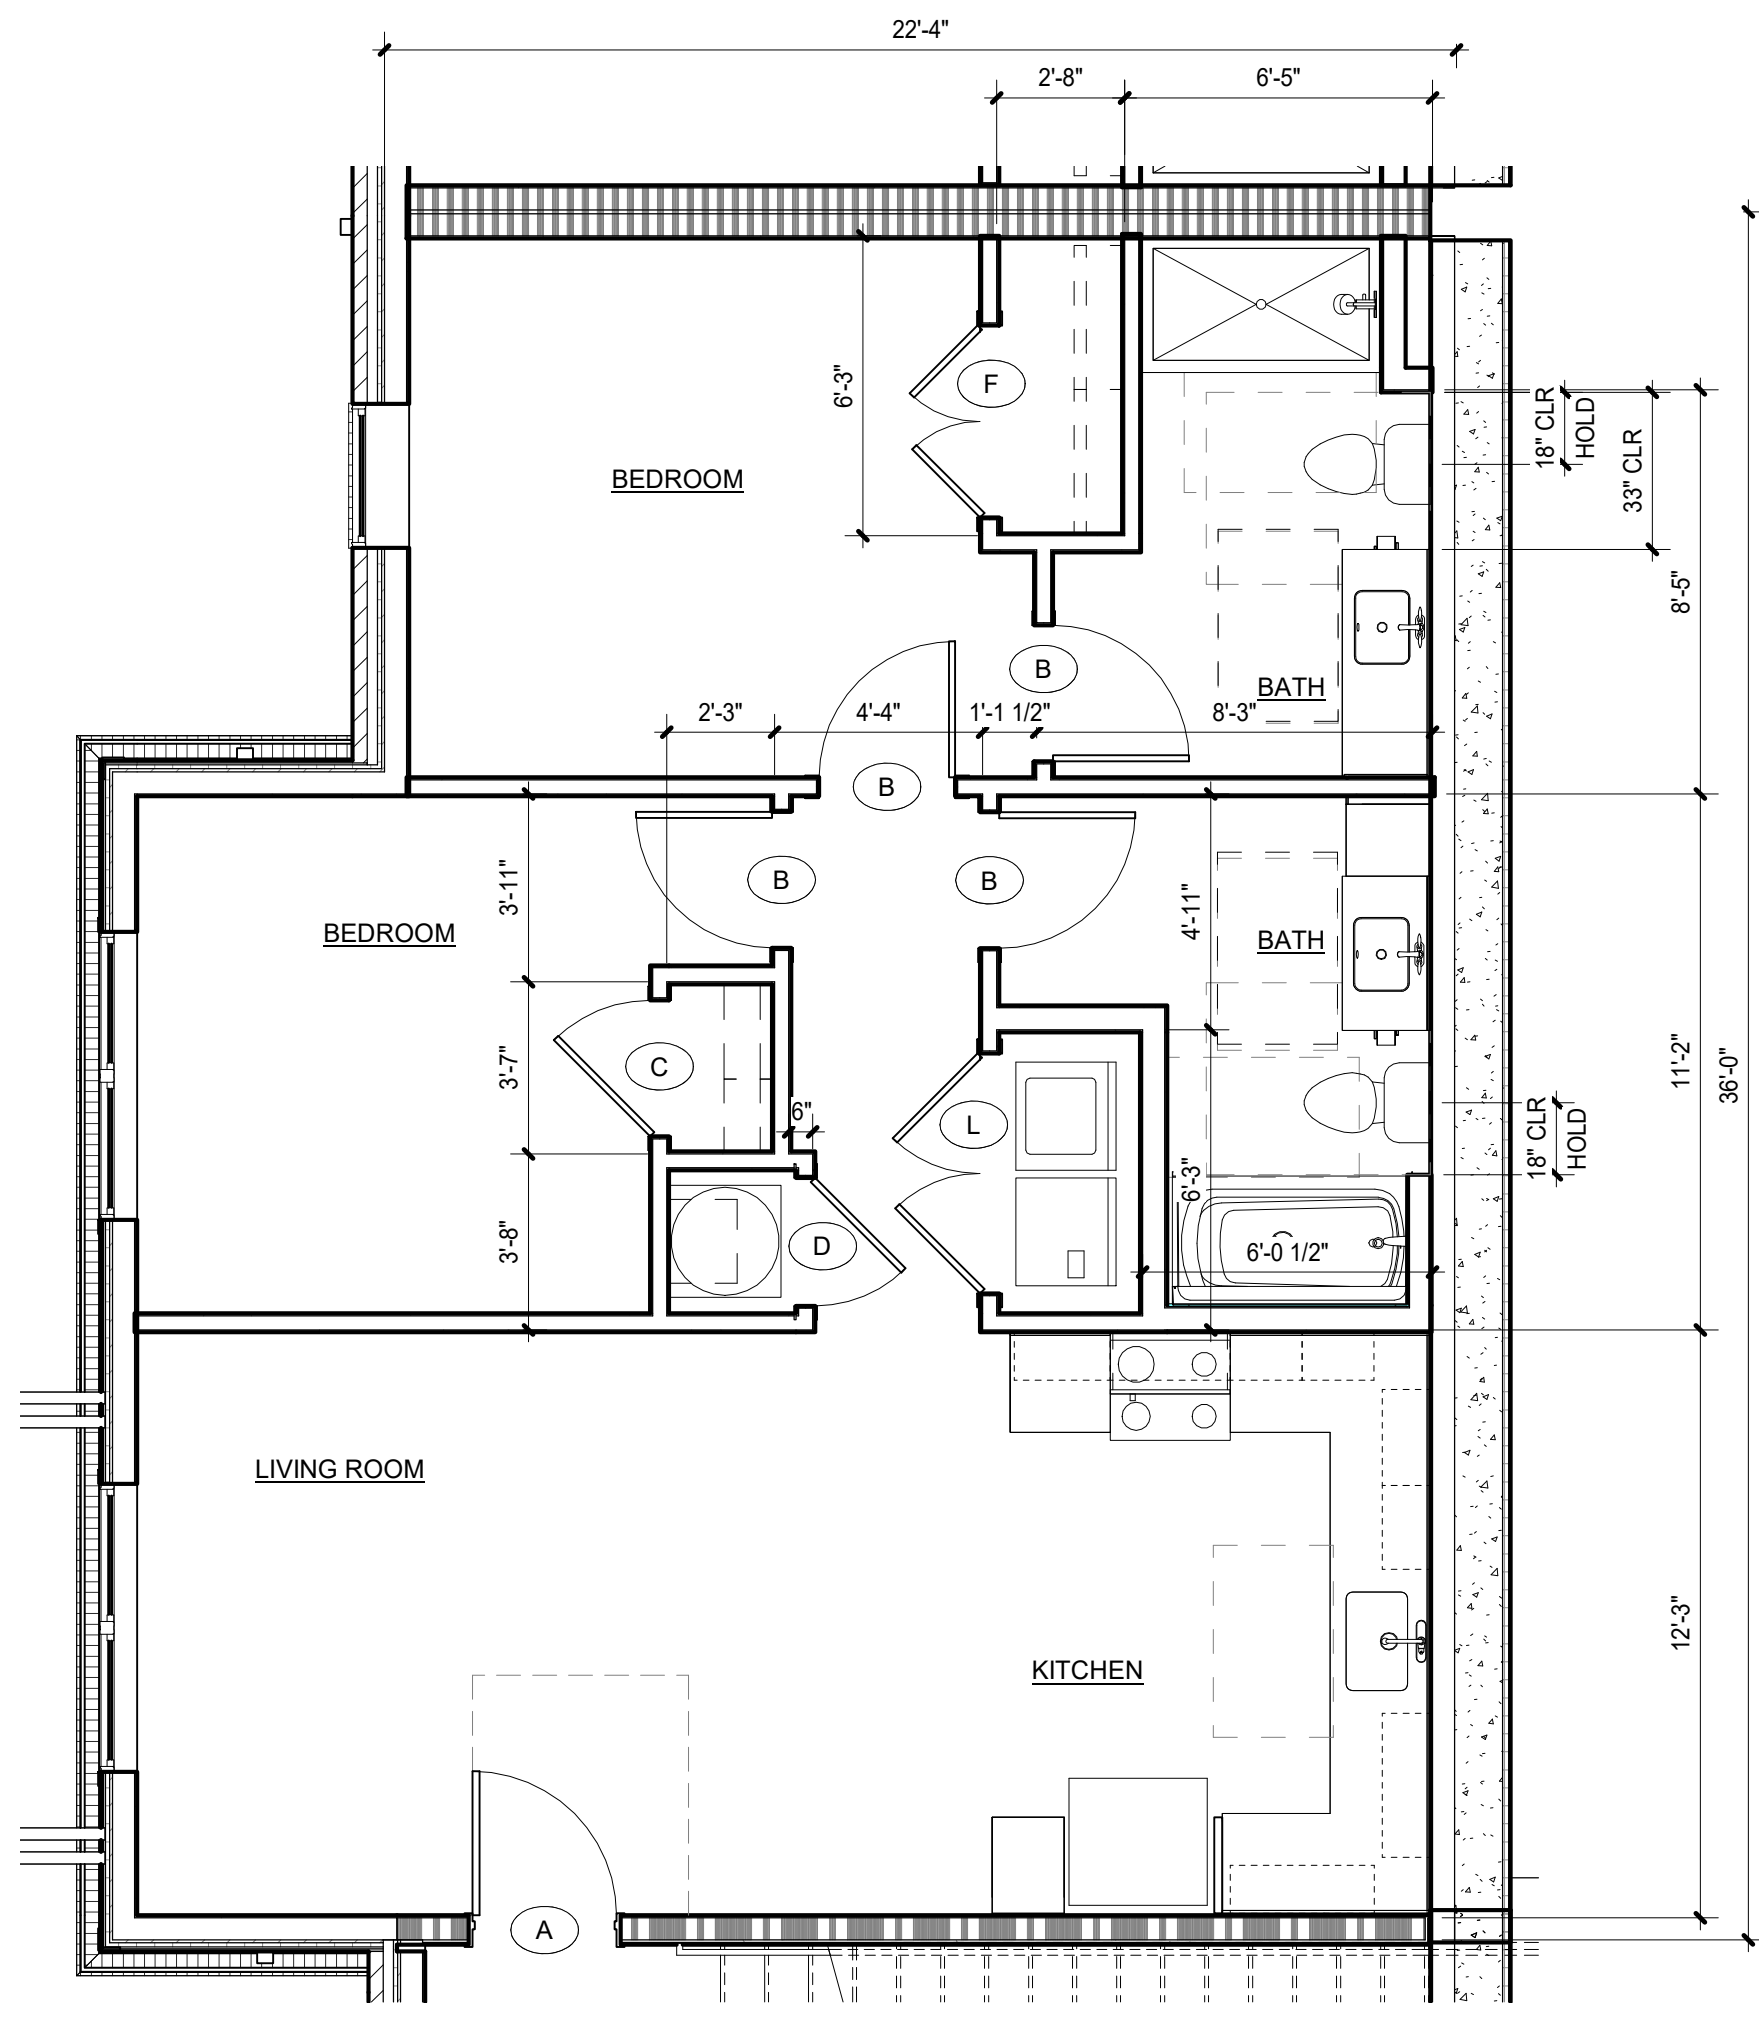 22'-4"
2'-8"
6'-5"
F
6'-3"
18" CLR
HOLD
33" CLR
BEDROOM
8'-5"
B
BATH
2'-3"
4'-4"
1'-1 1/2"
8'-3"
B
B
B
3'-11"
4'-11"
BEDROOM
BATH
C
3'-7"
11'-2"
36'-0"
6"
L
18" CLR
HOLD
6'-3"
3'-8"
D
6'-0 1/2"
LIVING ROOM
12'-3"
KITCHEN
A